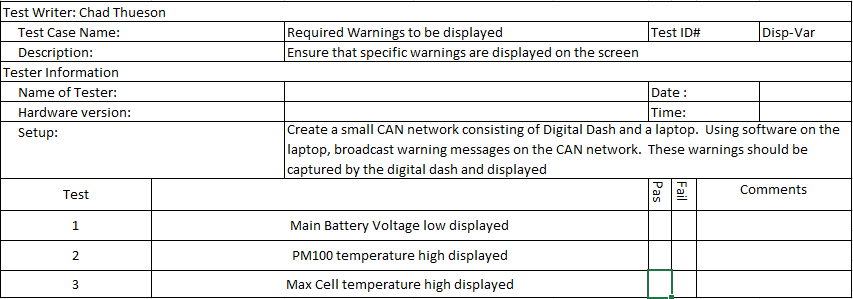 Test Writer: Chad Thueson
Test Case Name: Required Warnings to be displayed Test ID# Disp-Var
Description: Ensure that specific warnings are displayed on the screen
Tester Information
Name of Tester: Date :
Hardware version: Time:
Setup: Create a small CAN network consisting of Digital Dash and a laptop. Using software on the
laptop, broadcast warning messages on the CAN network. These warnings should be
captured by the digital dash and displayed
Test Pas Fail Comments
1 Main Battery Voltage low displayed
2 PM100 temperature high displayed
3 Max Cell temperature high displayed